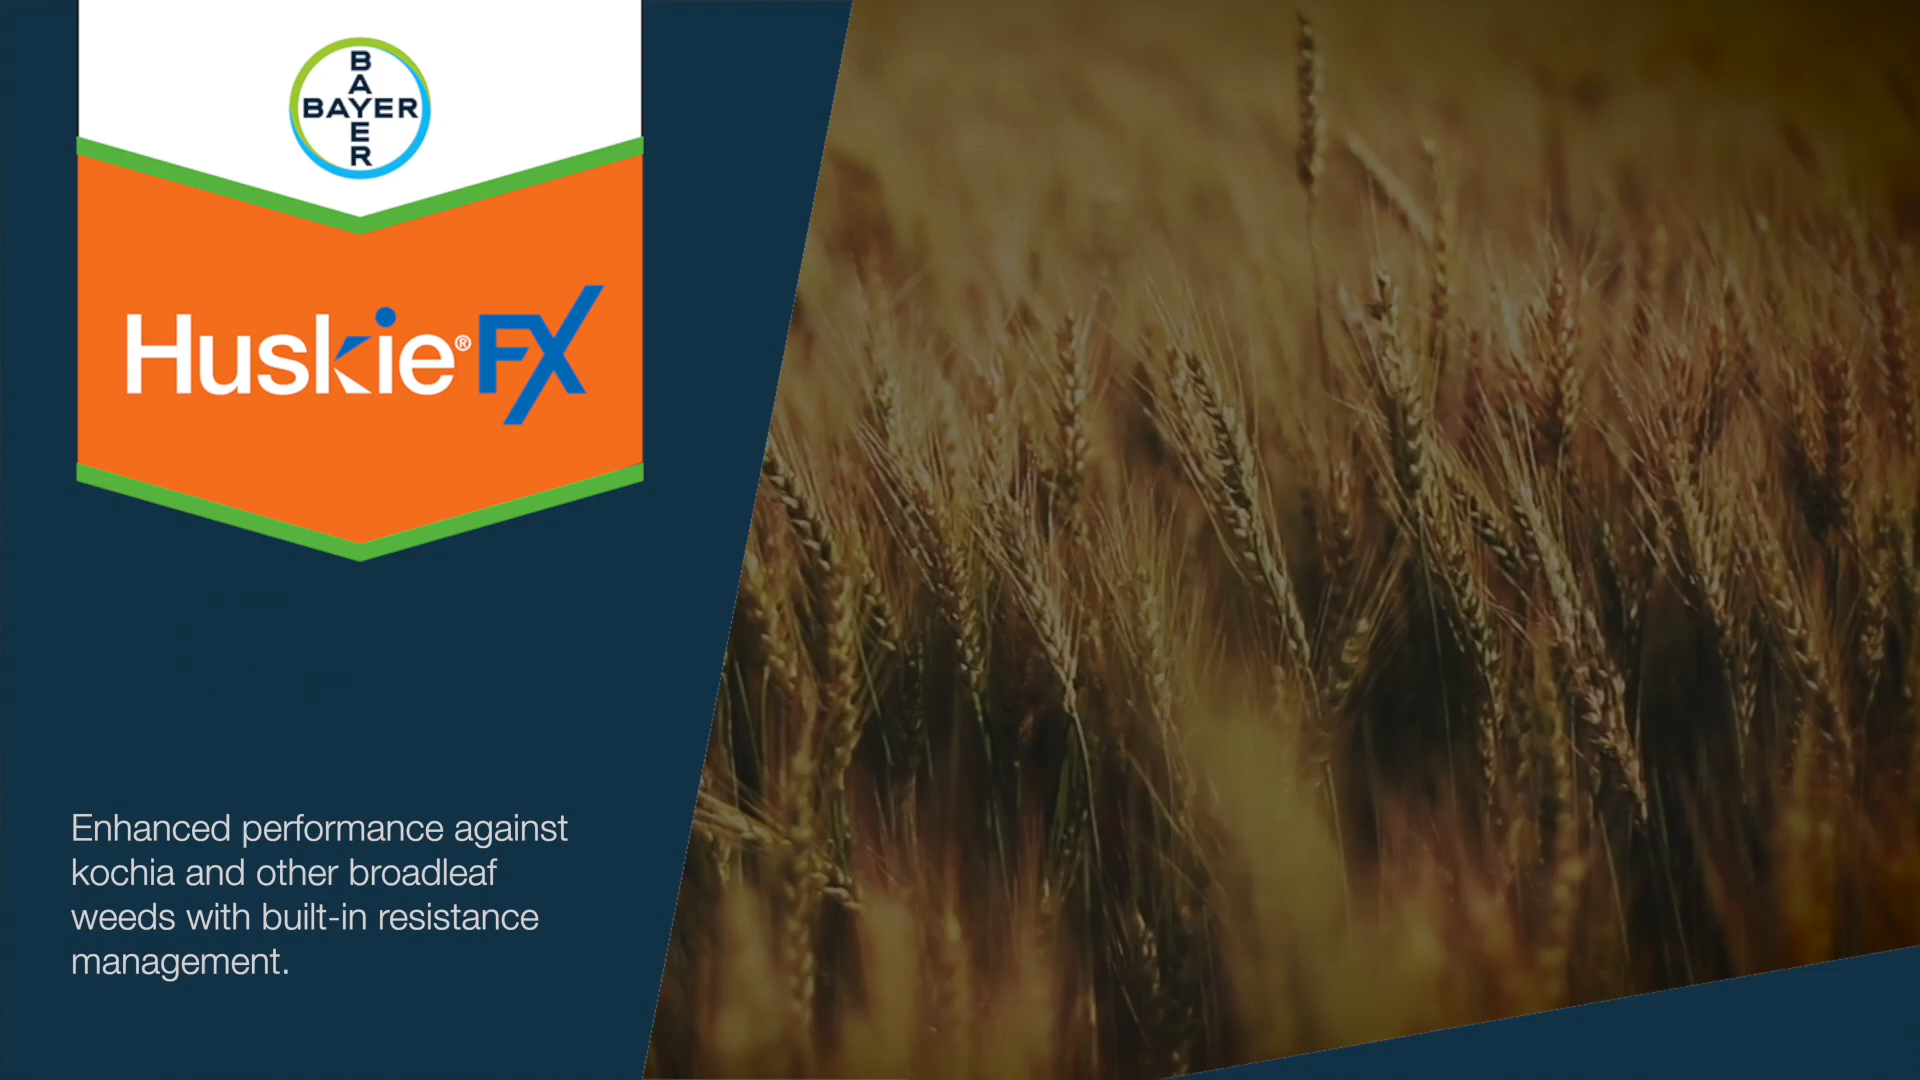 BAYER
BAYER
Huskie® FX
Enhanced performance against
kochia and other broadleaf
weeds with built-in resistance
management.